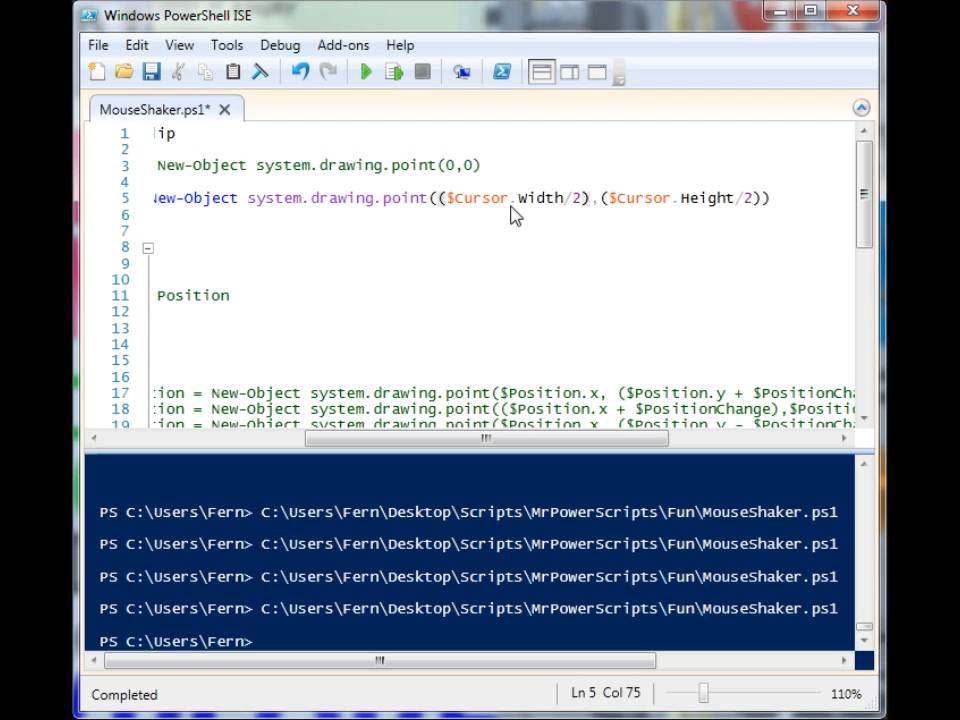 Windows PowerShell ISE
File Edit View Tools Debug Add-ons Help
MouseShaker.ps1*
1 ip
2
3 New-Object system.drawing.point(0,0)
4
5 New-Object system.drawing.point(($Cursor.Width/2),($Cursor.Height/2))
6
7
8
9
10
11 Position
12
13
14
15
16
17 :ion = New-Object system.drawing.point($Position.x, ($Position.y + $PositionCha
18 :ion = New-Object system.drawing.point(($Position.x + $PositionChange),$Positio
19 :ion = New-Object system.drawing.point($Position.x, ($Position.y - $PositionCha
PS C:\Users\Fern> C:\Users\Fern\Desktop\Scripts\MrPowerScripts\Fun\MouseShaker.ps1
PS C:\Users\Fern> C:\Users\Fern\Desktop\Scripts\MrPowerScripts\Fun\MouseShaker.ps1
PS C:\Users\Fern> C:\Users\Fern\Desktop\Scripts\MrPowerScripts\Fun\MouseShaker.ps1
PS C:\Users\Fern> C:\Users\Fern\Desktop\Scripts\MrPowerScripts\Fun\MouseShaker.ps1
PS C:\Users\Fern>
Completed Ln 5 Col 75 110%